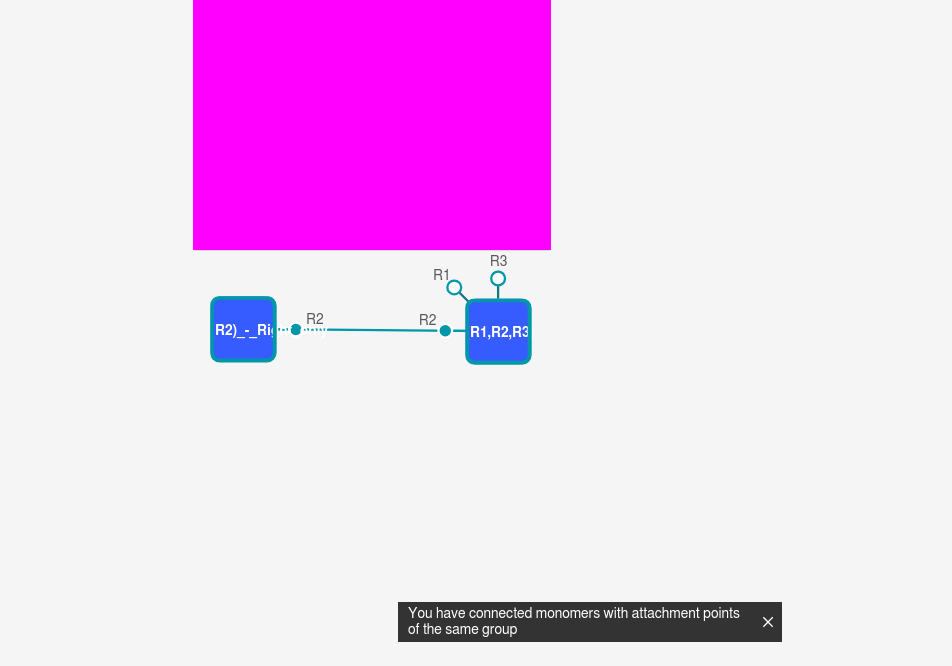 R3
R1
R2
R2
R2)_-_Right_only
R1,R2,R3
You have connected monomers with attachment points
of the same group